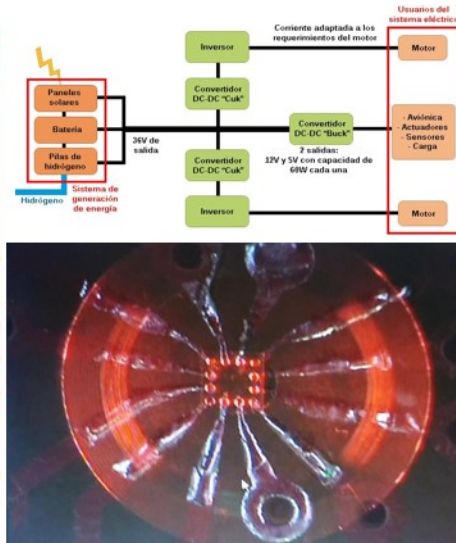 Usuarios del
sistema eléctrico
Corriente adaptada a los
requerimientos del motor
Inversor
Motor
Convertidor
DC-DC "Cuk"
Paneles
solares
Batería
Pilas de
hidrógeno
Hidrógeno
Sistema de
generación
de energía
36V de
salida
Convertidor
DC-DC "Buck"
2 salidas:
12V y 5V con capacidad de
60W cada una
- Aviónica
- Actuadores
- Sensores
- Carga
Convertidor
DC-DC "Cuk"
Inversor
Motor